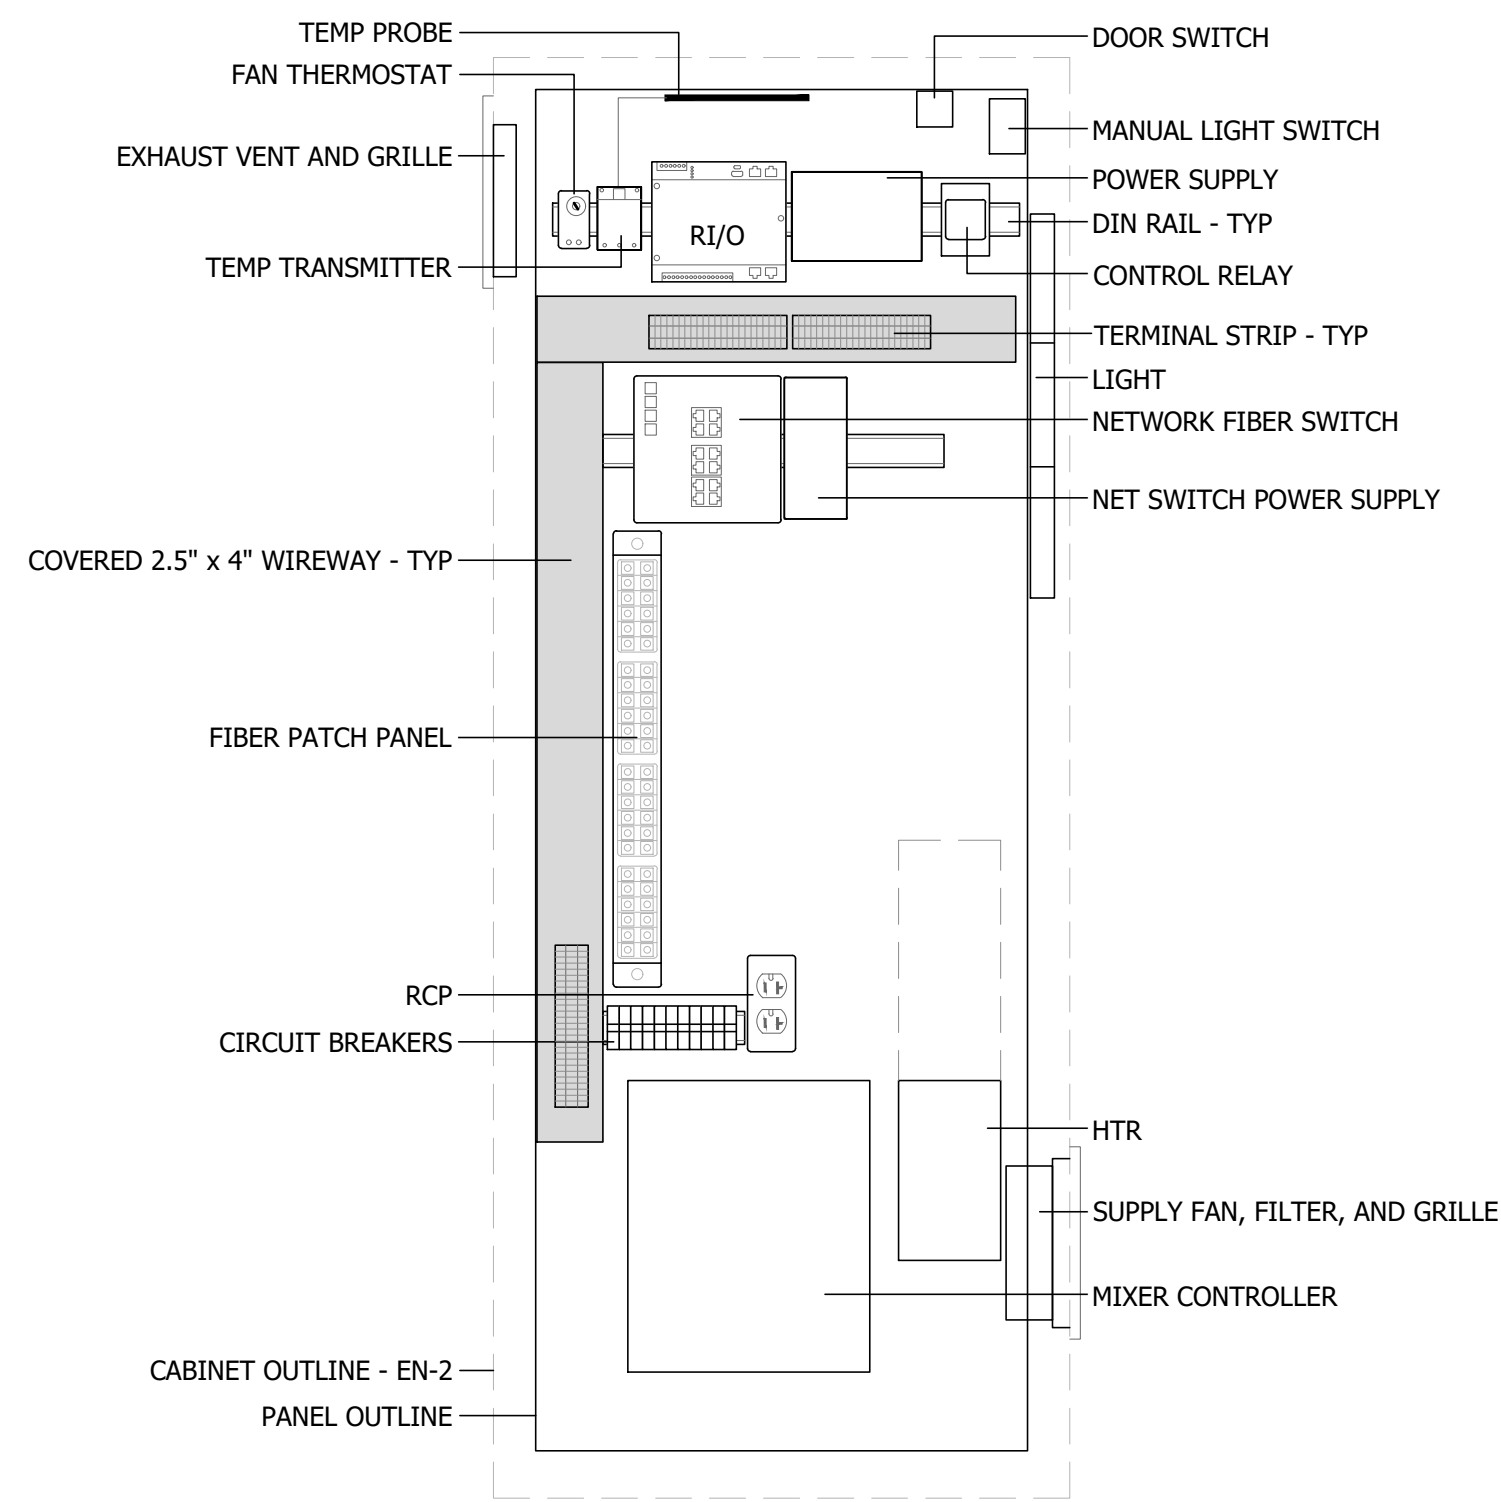 TEMP PROBE
DOOR SWITCH
FAN THERMOSTAT
MANUAL LIGHT SWITCH
EXHAUST VENT AND GRILLE
POWER SUPPLY
DIN RAIL - TYP
RI/O
TEMP TRANSMITTER
CONTROL RELAY
TERMINAL STRIP - TYP
LIGHT
NETWORK FIBER SWITCH
NET SWITCH POWER SUPPLY
COVERED 2.5" x 4" WIREWAY - TYP
FIBER PATCH PANEL
RCP
CIRCUIT BREAKERS
HTR
SUPPLY FAN, FILTER, AND GRILLE
MIXER CONTROLLER
CABINET OUTLINE - EN-2
PANEL OUTLINE